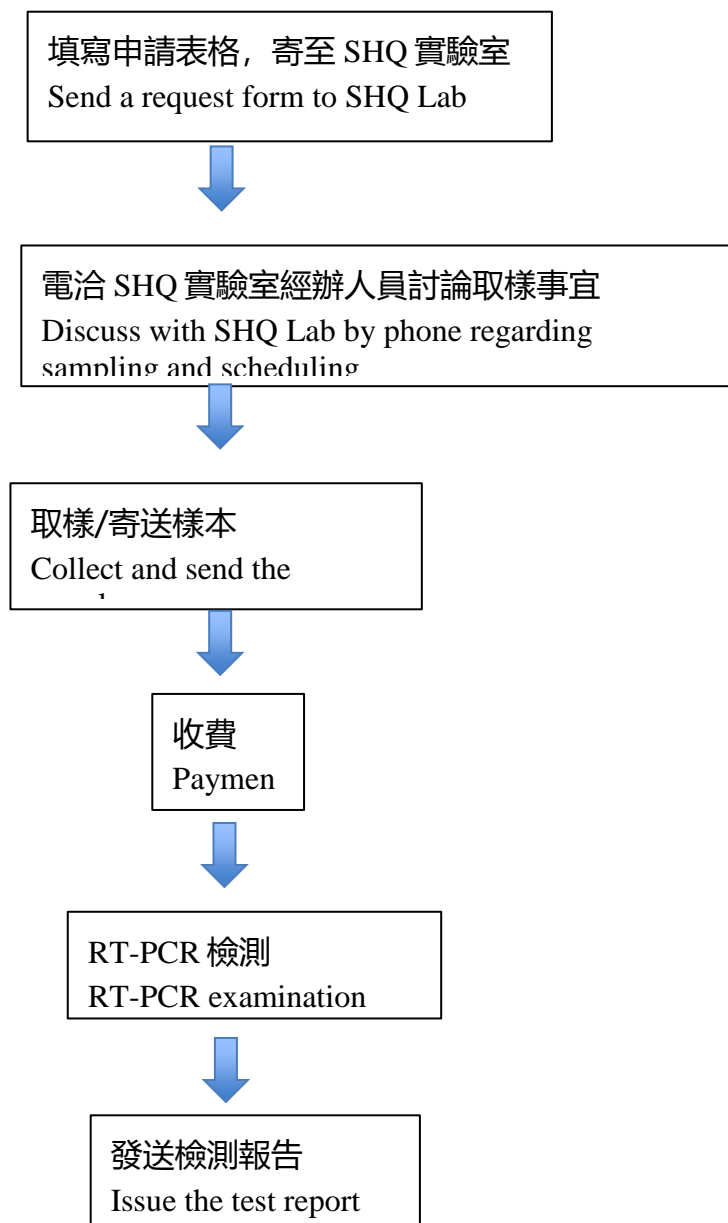 填寫申請表格，寄至 SHQ 實驗室
Send a request form to SHQ Lab
電洽 SHQ 實驗室經辦人員討論取樣事宜
Discuss with SHQ Lab by phone regarding
sampling and scheduling
取樣/寄送樣本
Collect and send the
收費
Paymen
RT-PCR 檢測
RT-PCR examination
發送檢測報告
Issue the test report